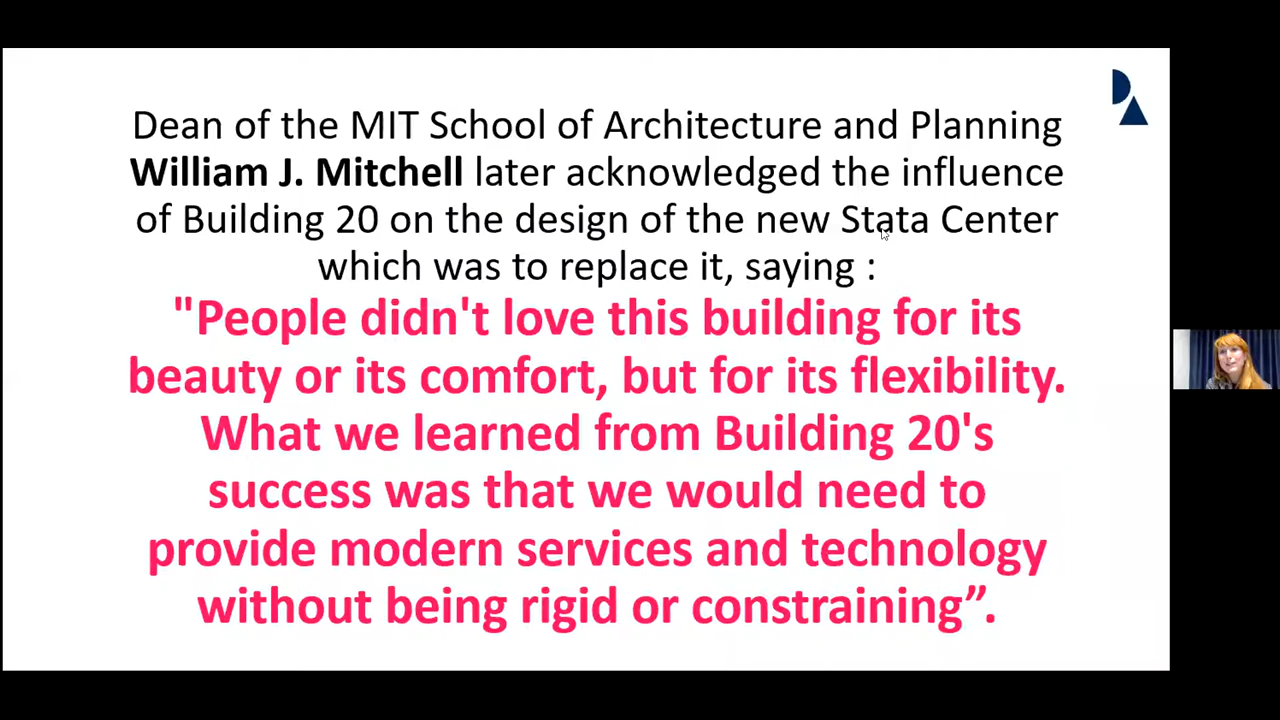 Dean of the MIT School of Architecture and Planning
William J. Mitchell later acknowledged the influence
of Building 20 on the design of the new Stata Center
which was to replace it, saying :
"People didn't love this building for its
beauty or its comfort, but for its flexibility.
What we learned from Building 20's
success was that we would need to
provide modern services and technology
without being rigid or constraining”.